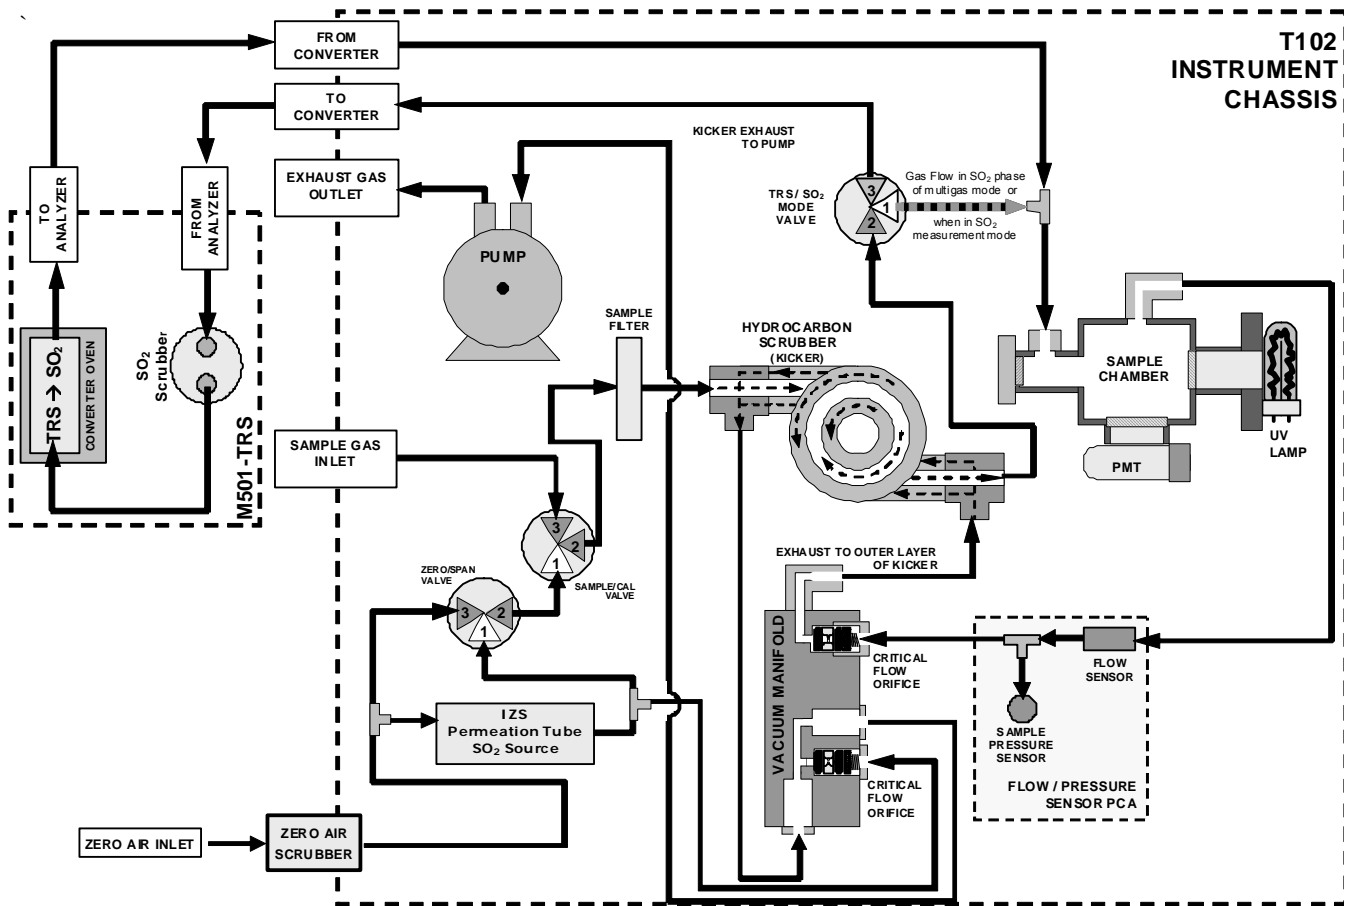 `
FROM
CONVERTER
T102
INSTRUMENT
CHASSIS
TO
CONVERTER
KICKER EXHAUST
TO PUMP
EXHAUST GAS
OUTLET
TO
ANALYZER
FROM
ANALYZER
3
1
2
TRS/ SO₂
MODE
VALVE
Gas Flow in SO₂ phase
of multigas mode or
when in SO₂
measurement mode
PUMP
SAMPLE
FILTER
HYDROCARBON
SCRUBBER
(KICKER)
TRS → SO₂
CONVERTER OVEN
SO₂
Scrubber
M501-TRS
SAMPLE
CHAMBER
UV
LAMP
PMT
SAMPLE GAS
INLET
3
2
1
SAMPLE/CAL
VALVE
ZERO/SPAN
VALVE
3
2
1
EXHAUST TO OUTER LAYER
OF KICKER
VACUUM MANIFOLD
CRITICAL
FLOW
ORIFICE
FLOW
SENSOR
SAMPLE
PRESSURE
SENSOR
FLOW / PRESSURE
SENSOR PCA
IZS
Permeation Tube
SO₂ Source
CRITICAL
FLOW
ORIFICE
ZERO AIR INLET
ZERO AIR
SCRUBBER